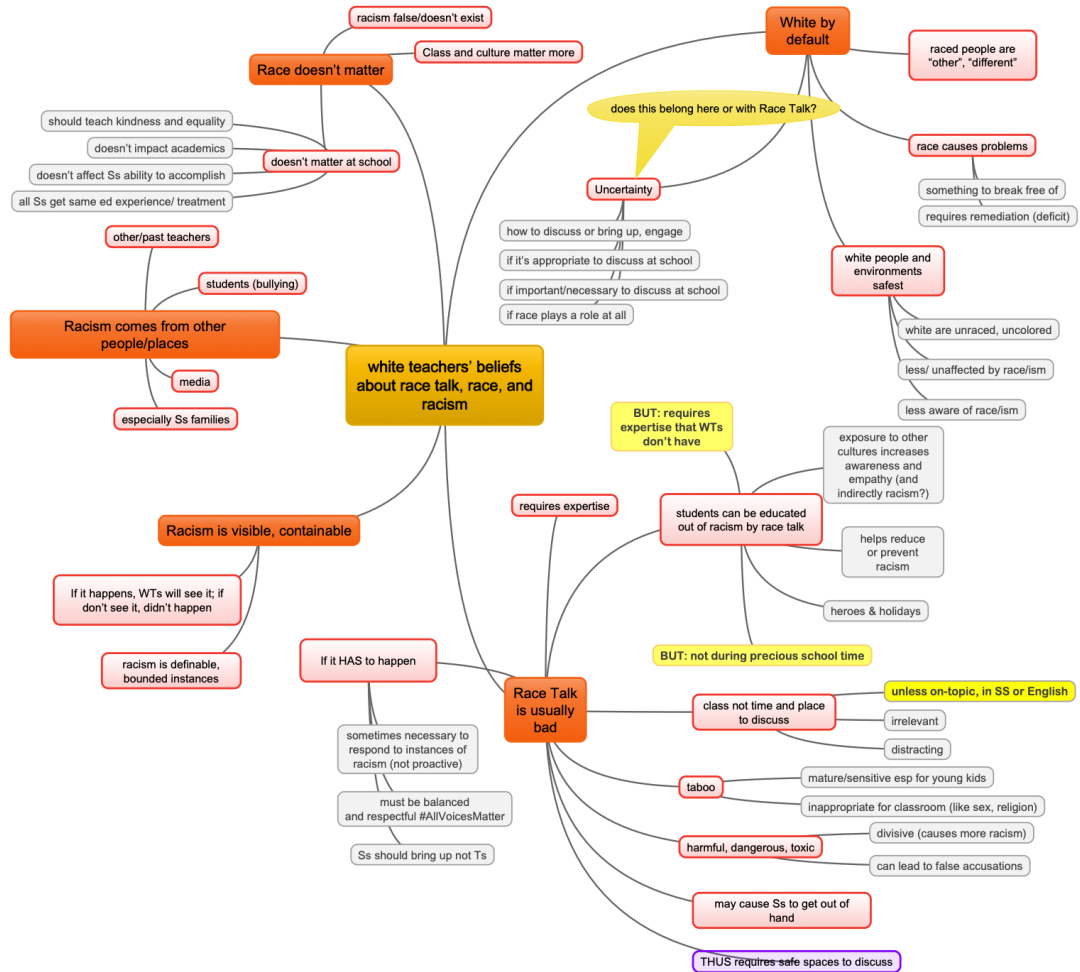 racism false/doesn't exist
Class and culture matter more
Race doesn't matter
should teach kindness and equality
doesn't impact academics
doesn't affect Ss ability to accomplish
all Ss get same ed experience/ treatment
doesn't matter at school
White by
default
raced people are
"other", "different"
does this belong here or with Race Talk?
race causes problems
something to break free of
requires remediation (deficit)
Uncertainty
how to discuss or bring up, engage
if it's appropriate to discuss at school
if important/necessary to discuss at school
if race plays a role at all
white people and
environments
safest
white are unraced, uncolored
less/ unaffected by race/ism
less aware of race/ism
other/past teachers
students (bullying)
Racism comes from other
people/places
media
especially Ss families
white teachers' beliefs
about race talk, race, and
racism
Racism is visible, containable
If it happens, WTs will see it; if
don't see it, didn't happen
racism is definable,
bounded instances
BUT: requires
expertise that WTs
don't have
exposure to other
cultures increases
awareness and
empathy (and
indirectly racism?)
requires expertise
students can be educated
out of racism by race talk
helps reduce
or prevent
racism
heroes & holidays
BUT: not during precious school time
If it HAS to happen
sometimes necessary to
respond to instances of
racism (not proactive)
must be balanced
and respectful #AllVoicesMatter
Ss should bring up not Ts
Race Talk
is usually
bad
class not time and place
to discuss
unless on-topic, in SS or English
irrelevant
distracting
taboo
mature/sensitive esp for young kids
inappropriate for classroom (like sex, religion)
harmful, dangerous, toxic
divisive (causes more racism)
can lead to false accusations
may cause Ss to get out of
hand
THUS requires safe spaces to discuss